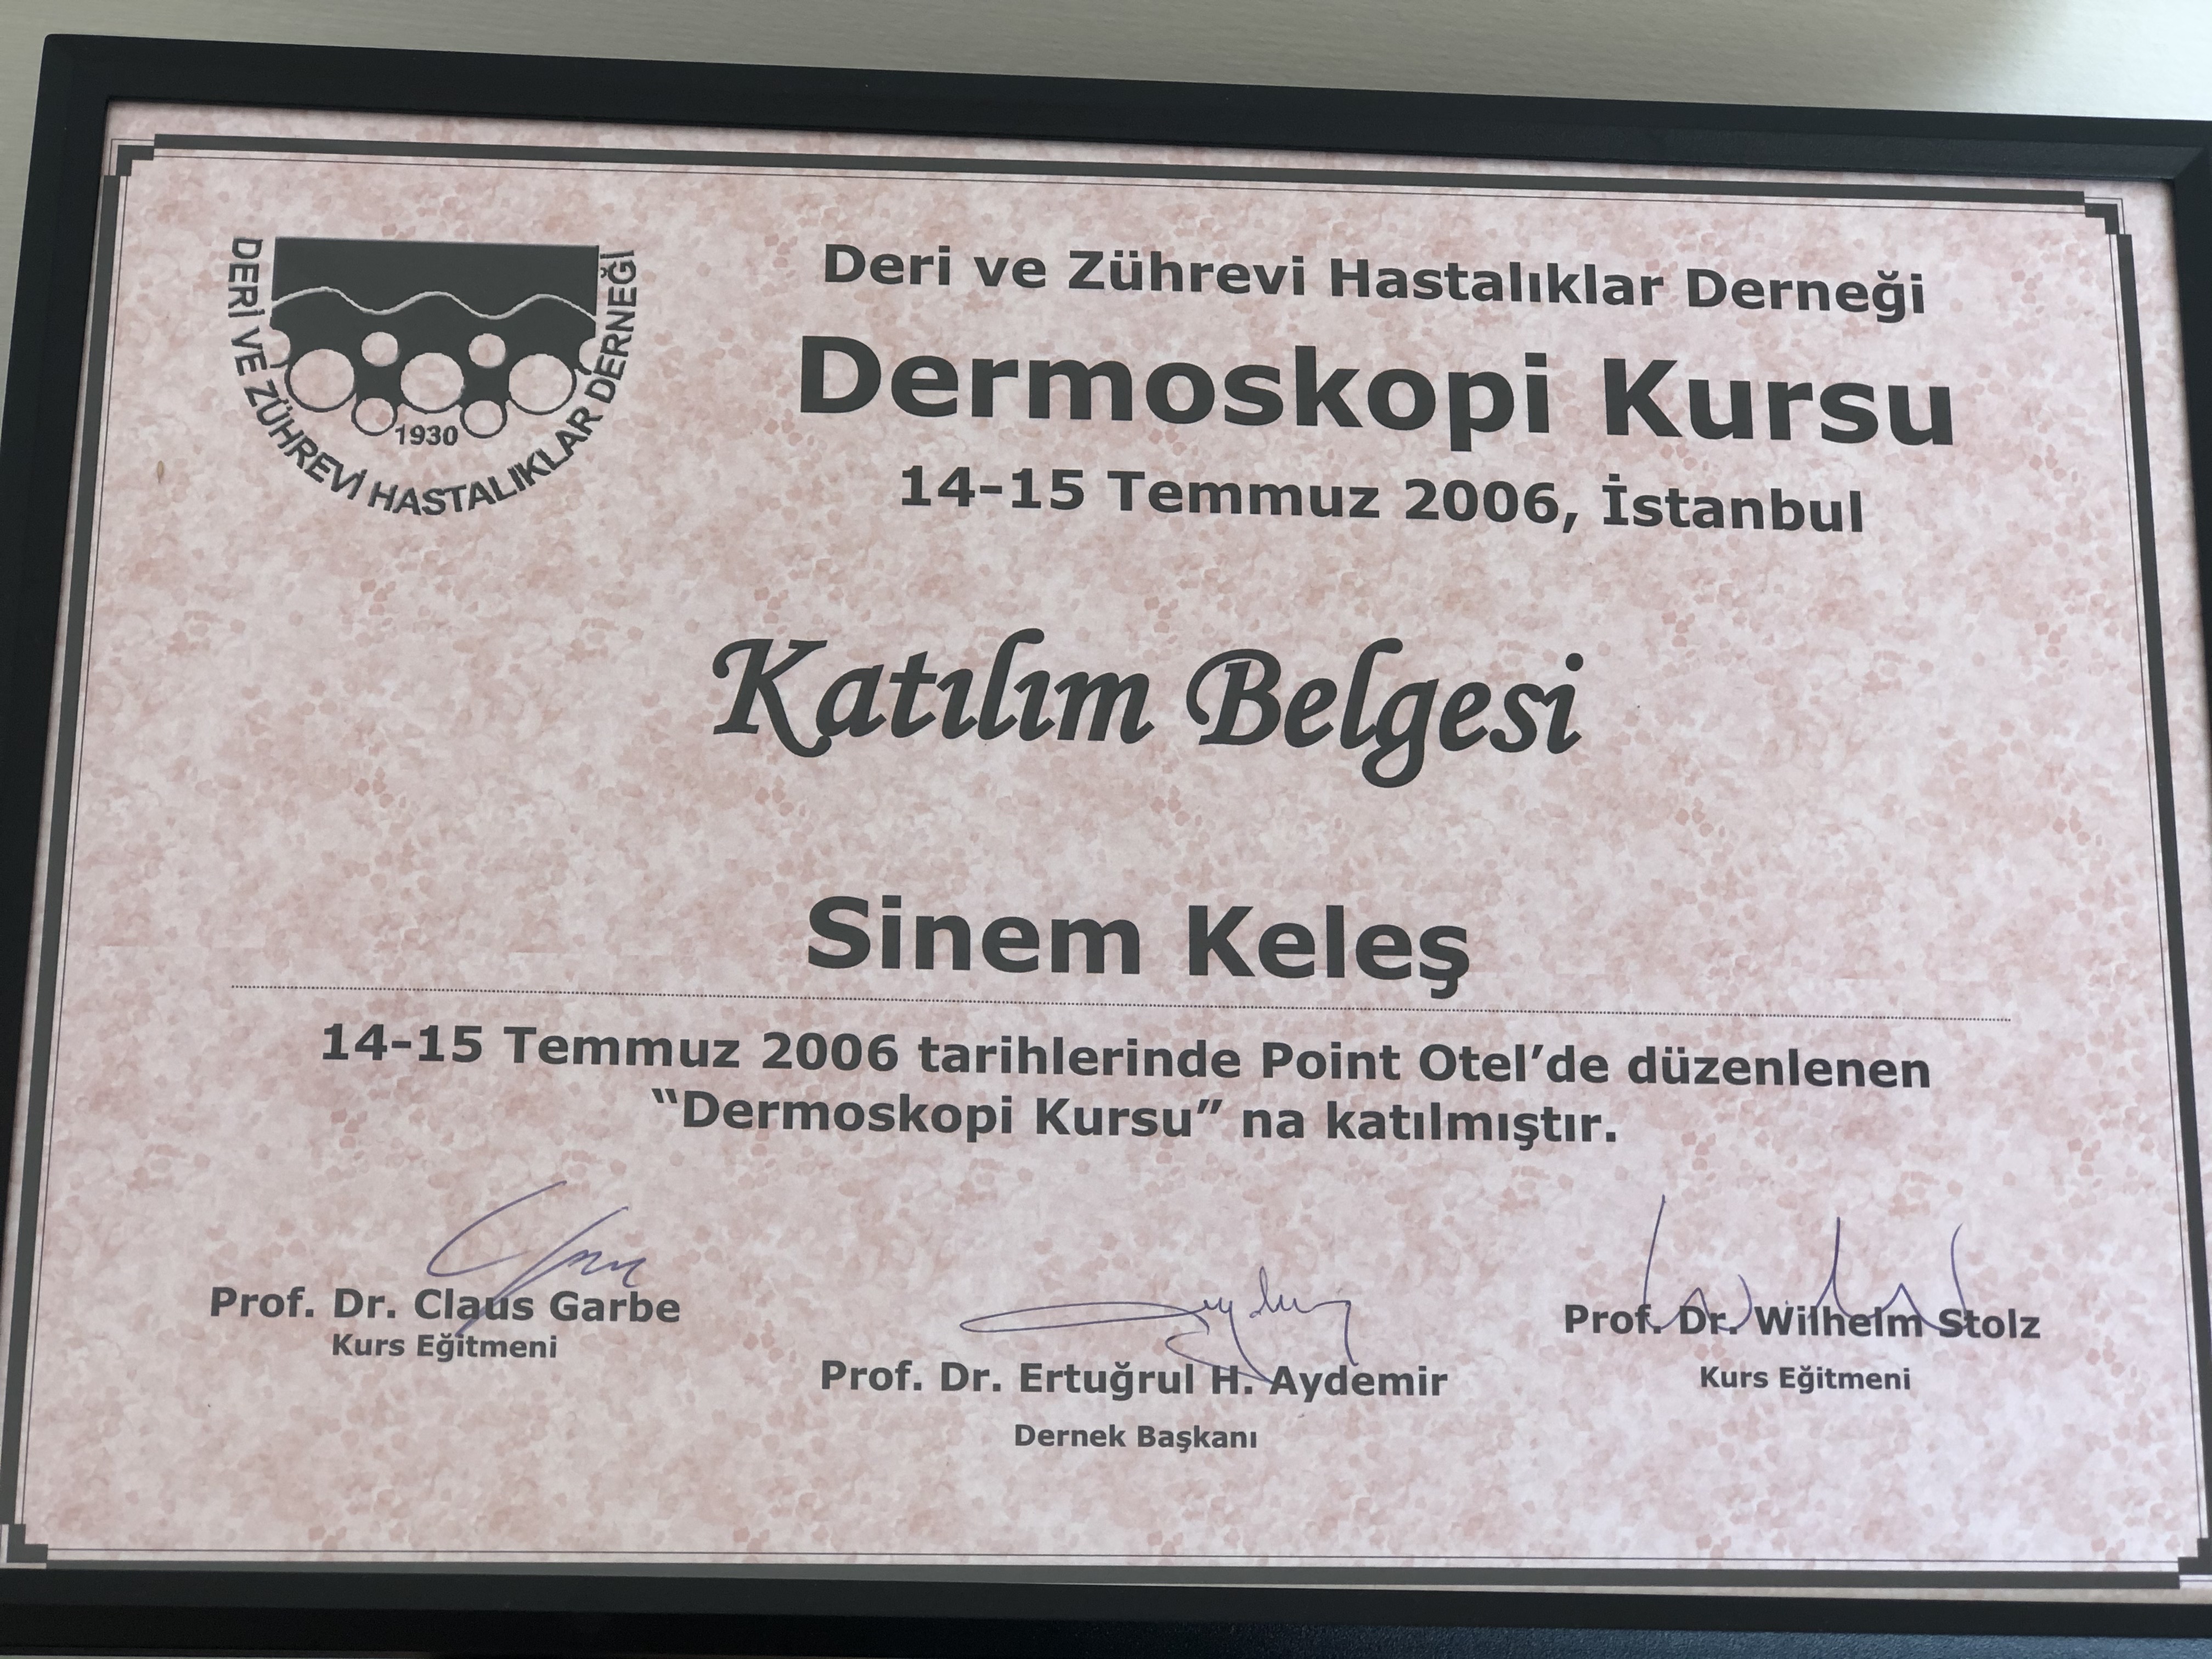 DERİ VE ZÜHREVİ HASTALIKLAR DERNEĞİ
1930
Deri ve Zührevi Hastalıklar Derneği
Dermoskopi Kursu
14-15 Temmuz 2006, İstanbul
Katılım Belgesi
Sinem Keleş
14-15 Temmuz 2006 tarihlerinde Point Otel’de düzenlenen
“Dermoskopi Kursu” na katılmıştır.
Prof. Dr. Claus Garbe
Kurs Eğitmeni
Prof. Dr. Ertuğrul H. Aydemir
Dernek Başkanı
Prof. Dr. Wilhelm Stolz
Kurs Eğitmeni